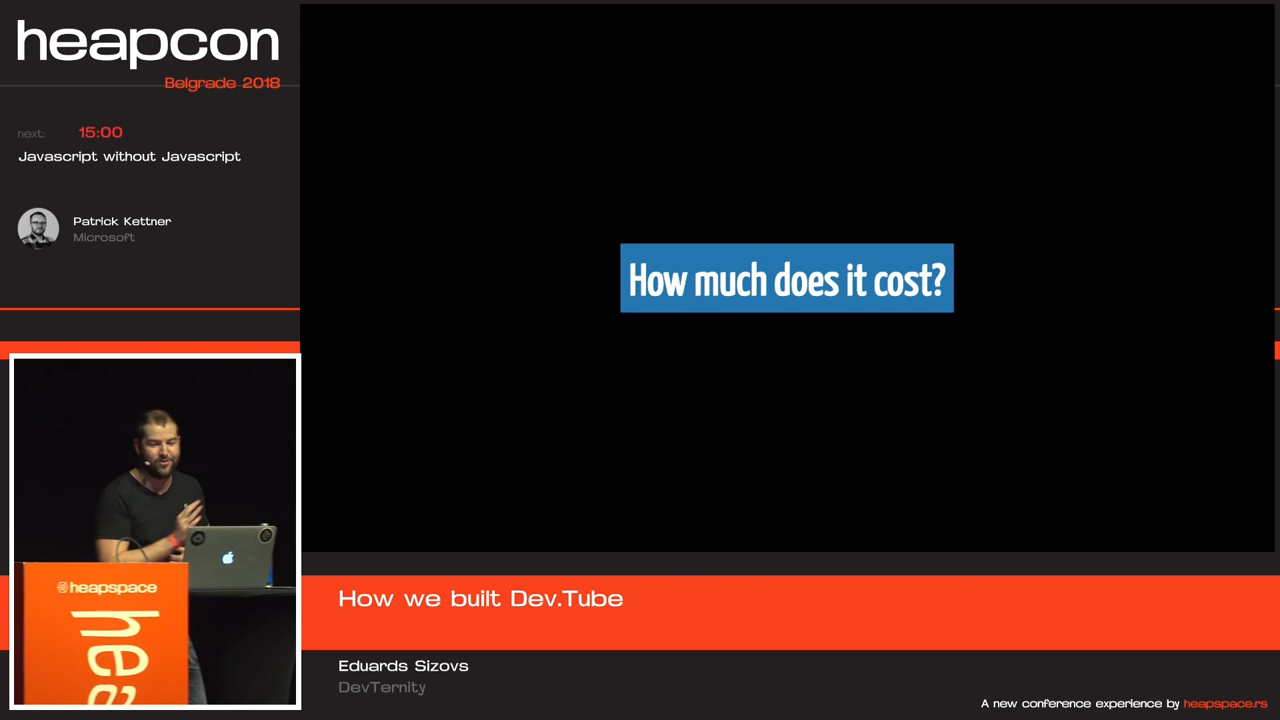 heapcon
Belgrade 2018
next: 15:00
Javascript without Javascript
Patrick Kettner
Microsoft
How much does it cost?
heapspace
hea
How we built Dev.Tube
Eduards Sizovs
DevTernity
A new conference experience by heapspace.rs